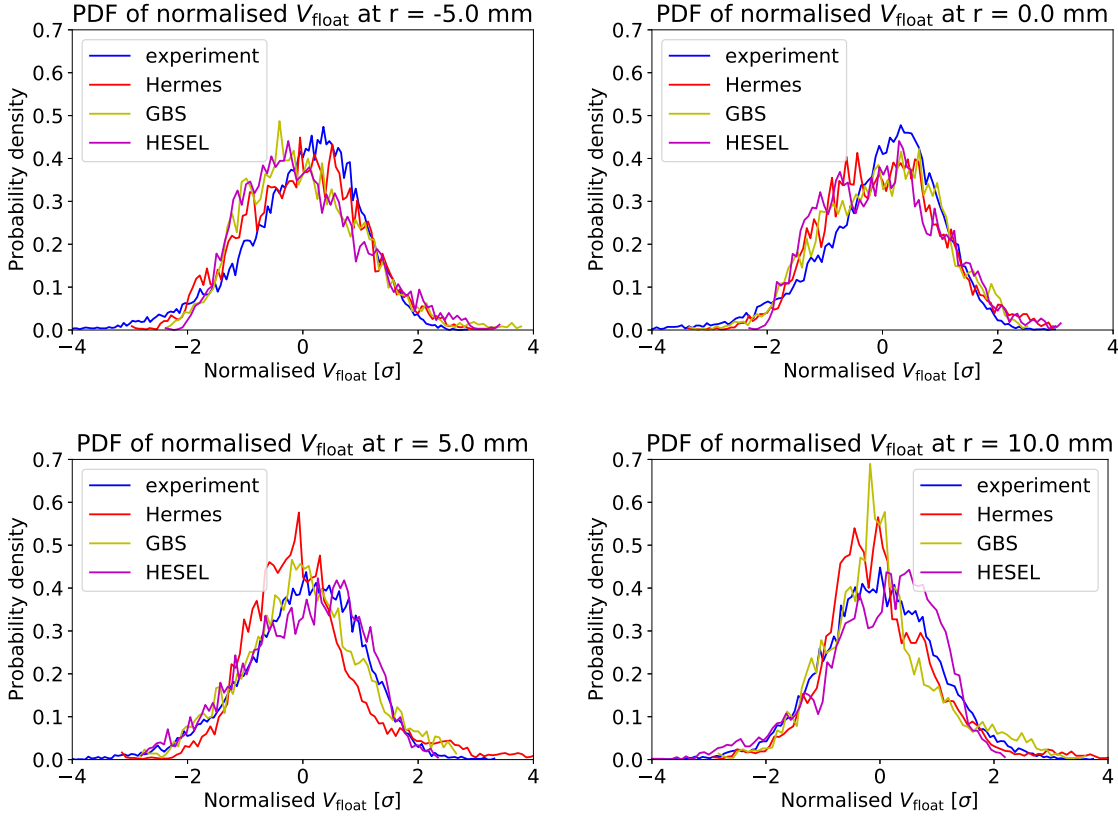 PDF of normalised V_float at r = -5.0 mm
Probability density
0.7
0.6
0.5
0.4
0.3
0.2
0.1
0.0
experiment
Hermes
GBS
HESEL
−4
−2
0
2
4
Normalised V_float [σ]
PDF of normalised V_float at r = 0.0 mm
Probability density
0.7
0.6
0.5
0.4
0.3
0.2
0.1
0.0
experiment
Hermes
GBS
HESEL
−4
−2
0
2
4
Normalised V_float [σ]
PDF of normalised V_float at r = 5.0 mm
Probability density
0.7
0.6
0.5
0.4
0.3
0.2
0.1
0.0
experiment
Hermes
GBS
HESEL
−4
−2
0
2
4
Normalised V_float [σ]
PDF of normalised V_float at r = 10.0 mm
Probability density
0.7
0.6
0.5
0.4
0.3
0.2
0.1
0.0
experiment
Hermes
GBS
HESEL
−4
−2
0
2
4
Normalised V_float [σ]